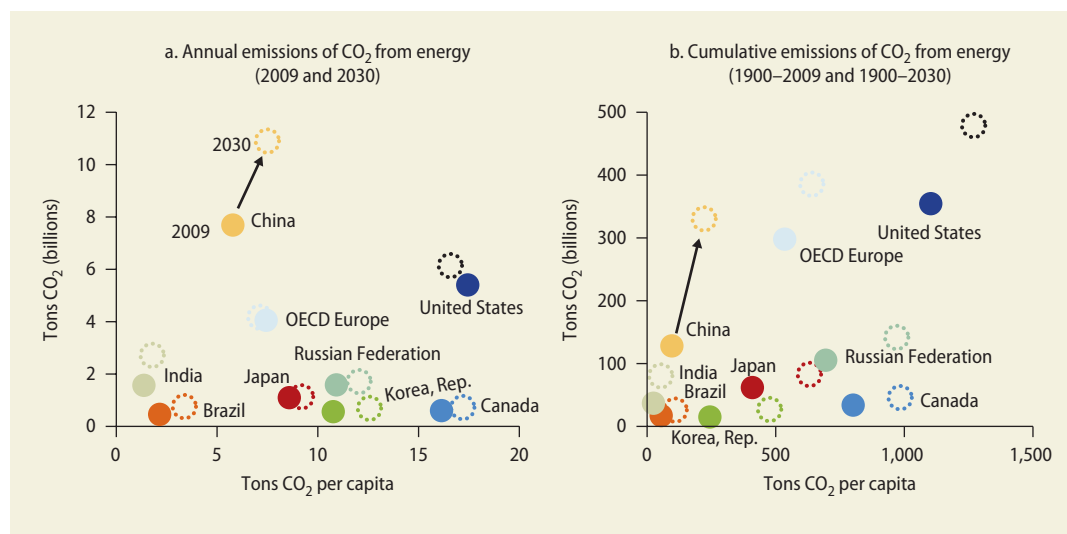 a. Annual emissions of CO₂ from energy
(2009 and 2030)
12
10
8
6
4
2
0
Tons CO₂ (billions)
2030
2009
China
United States
OECD Europe
Russian Federation
India
Japan
Korea, Rep.
Brazil
Canada
0 5 10 15 20
Tons CO₂ per capita
b. Cumulative emissions of CO₂ from energy
(1900–2009 and 1900–2030)
500
400
300
200
100
0
Tons CO₂ (billions)
United States
OECD Europe
China
Russian Federation
Japan
India
Brazil
Canada
Korea, Rep.
0 500 1,000 1,500
Tons CO₂ per capita